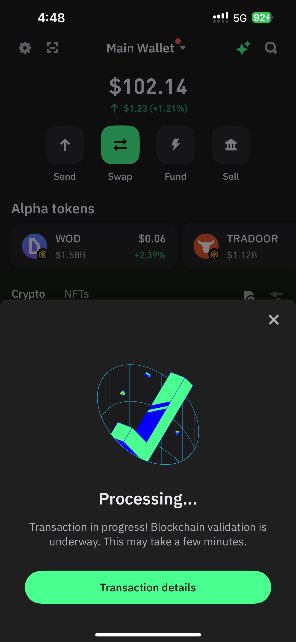 4:48
5G
92
Main Wallet
$102.14
↑ $1.23 (+1.21%)
Send
Swap
Fund
Sell
Alpha tokens
WOD
$0.06
TRADOOR
$1.58B
+2.39%
$1.12B
Crypto
NFTs
Processing...
Transaction in progress! Blockchain validation is
underway. This may take a few minutes.
Transaction details